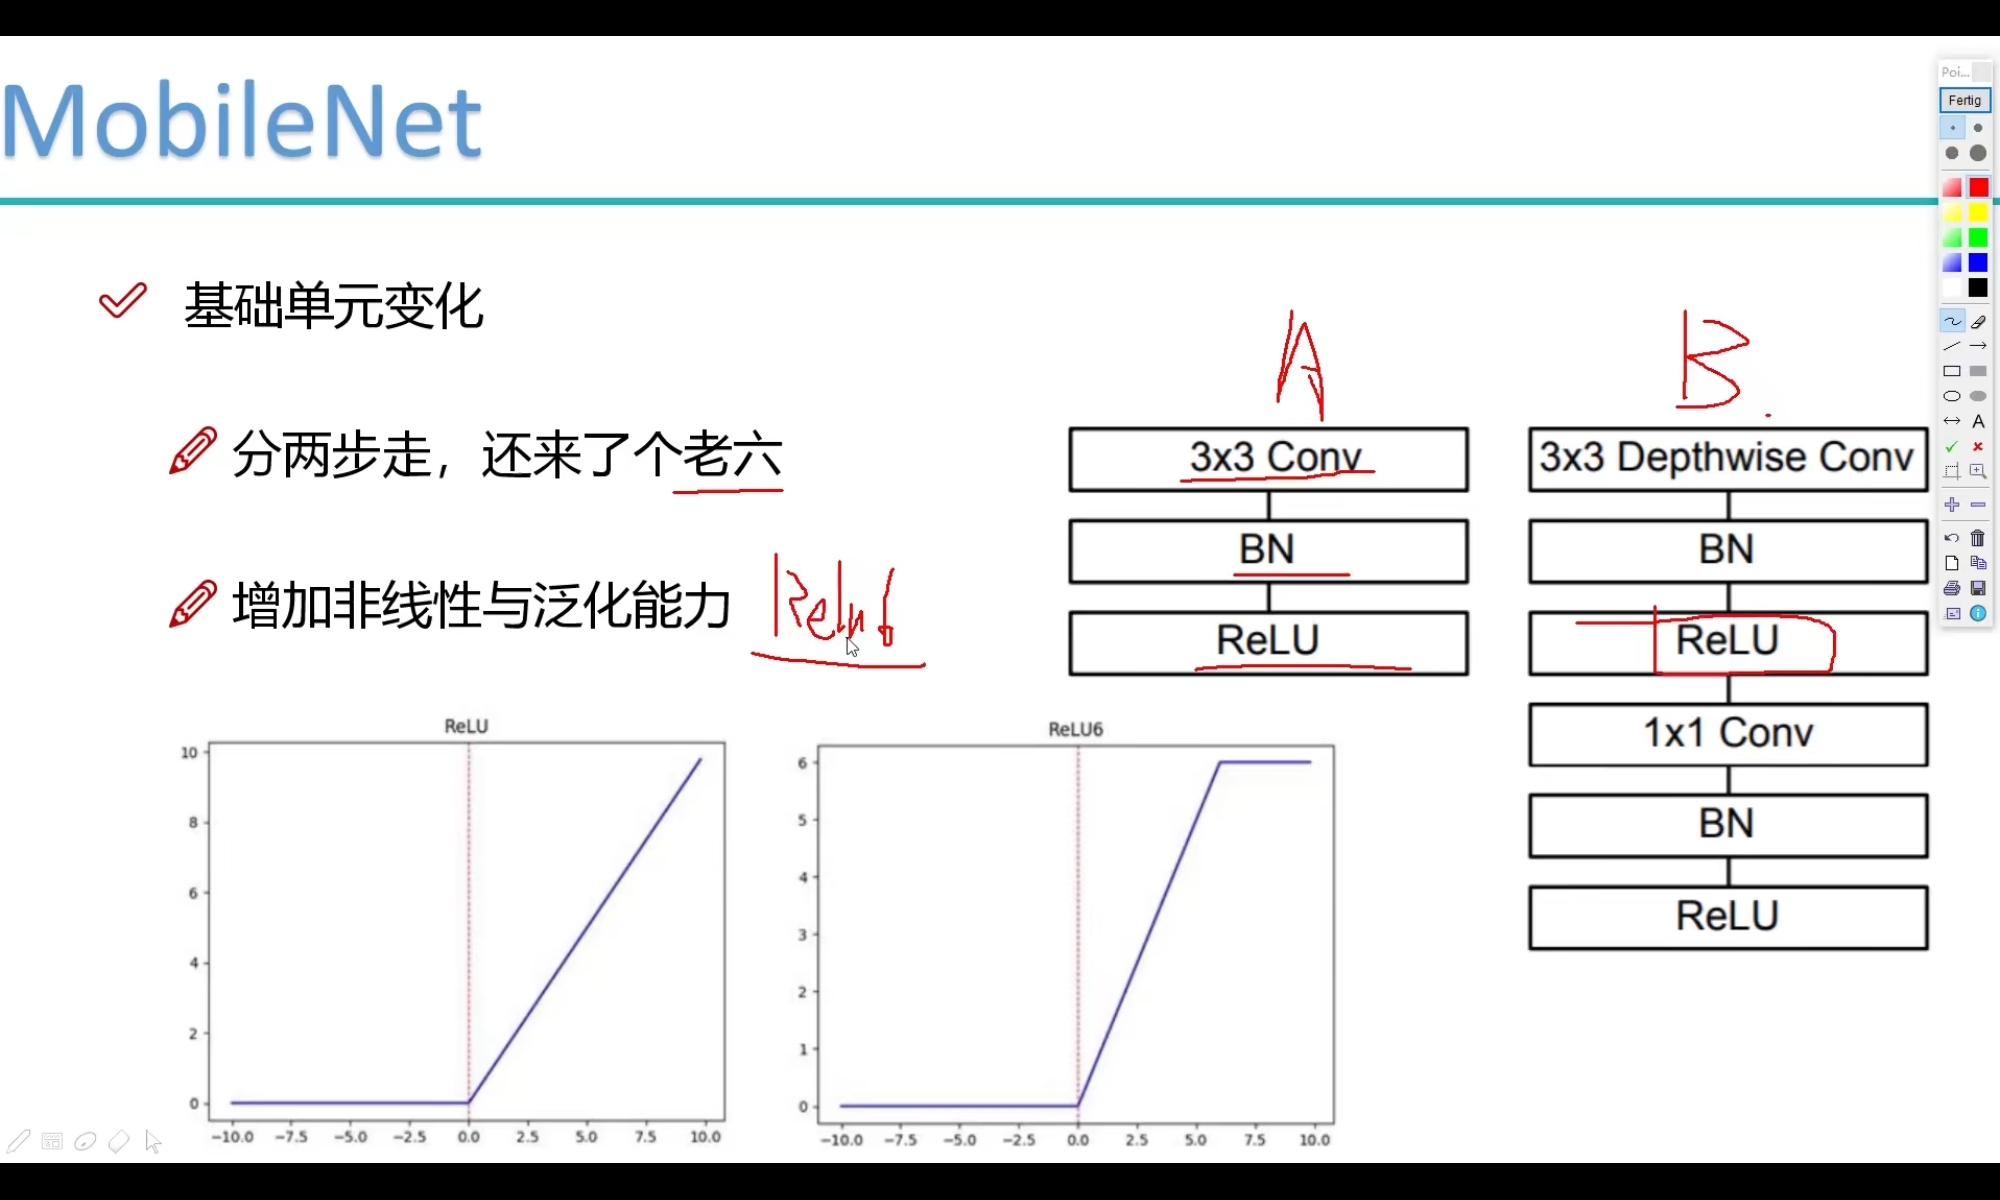 MobileNet
Poi...
Fertig
基础单元变化
分两步走，还来了个老六
增加非线性与泛化能力
Relu6
A
B
3x3 Conv
BN
ReLU
3x3 Depthwise Conv
BN
ReLU
1x1 Conv
BN
ReLU
ReLU
10
8
6
4
2
0
−10.0 −7.5 −5.0 −2.5 0.0 2.5 5.0 7.5 10.0
ReLU6
6
5
4
3
2
1
0
−10.0 −7.5 −5.0 −2.5 0.0 2.5 5.0 7.5 10.0